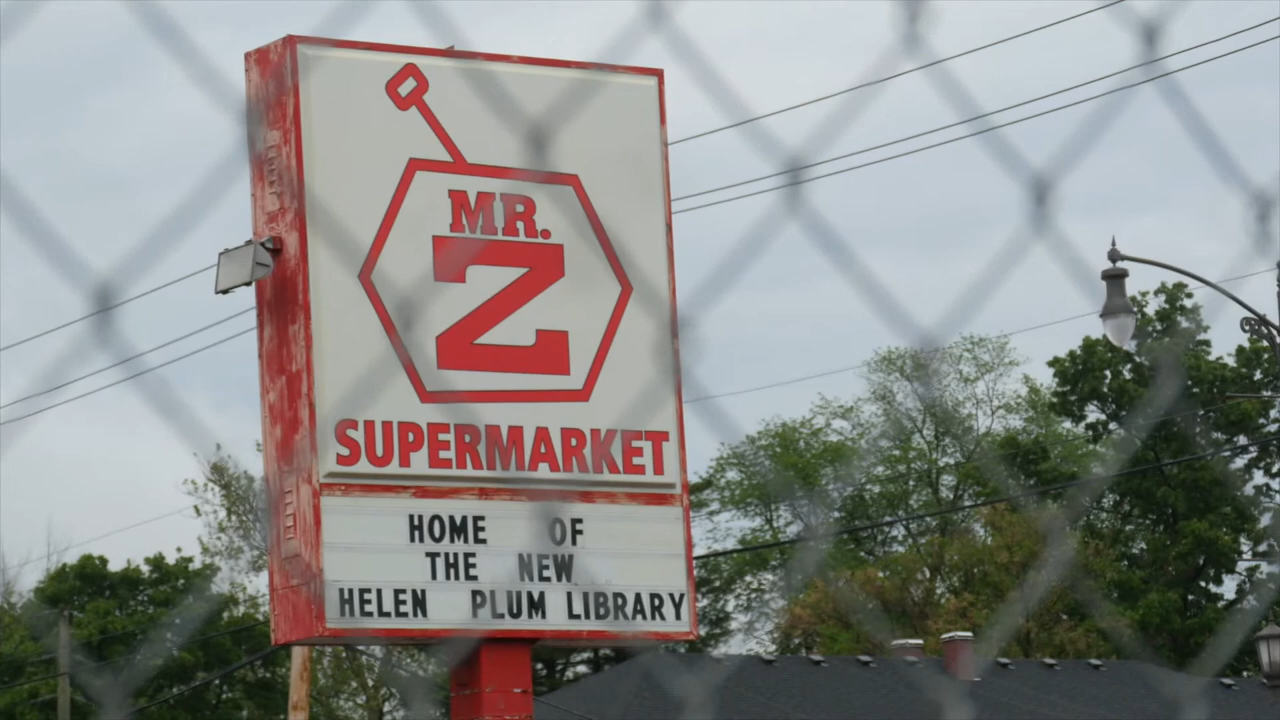 MR.
Z
SUPERMARKET
HOME OF
THE NEW
HELEN PLUM LIBRARY